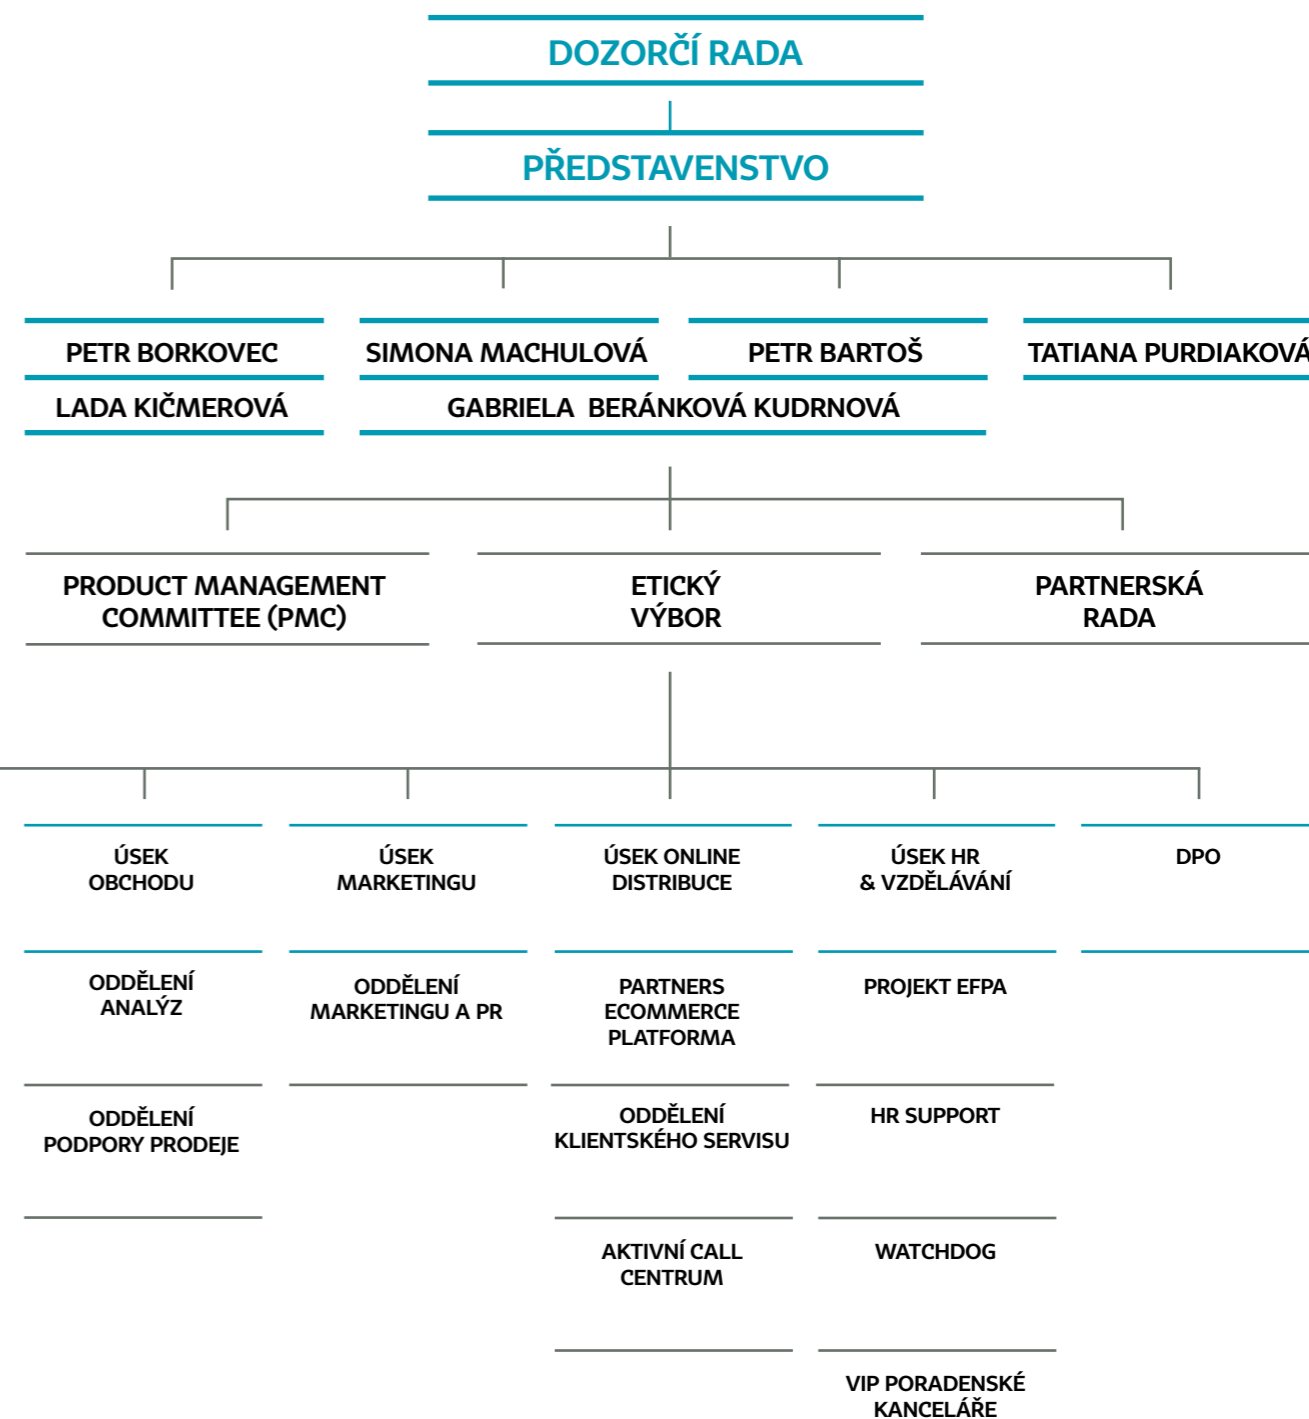 DOZORČÍ RADA
PŘEDSTAVENSTVO
PETR BORKOVEC
SIMONA MACHULOVÁ
PETR BARTOŠ
TATIANA PURDIAKOVÁ
LADA KIČMEROVÁ
GABRIELA BERÁNKOVÁ KUDRNOVÁ
PRODUCT MANAGEMENT
COMMITTEE (PMC)
ETICKÝ
VÝBOR
PARTNERSKÁ
RADA
ÚSEK
OBCHODU
ÚSEK
MARKETINGU
ÚSEK ONLINE
DISTRIBUCE
ÚSEK HR
& VZDĚLÁVÁNÍ
DPO
ODDĚLENÍ
ANALÝZ
ODDĚLENÍ
MARKETINGU A PR
PARTNERS
ECOMMERCE
PLATFORMA
PROJEKT EFPA
ODDĚLENÍ
PODPORY PRODEJE
ODDĚLENÍ
KLIENTSKÉHO SERVISU
HR SUPPORT
AKTIVNÍ CALL
CENTRUM
WATCHDOG
VIP PORADENSKÉ
KANCELÁŘE